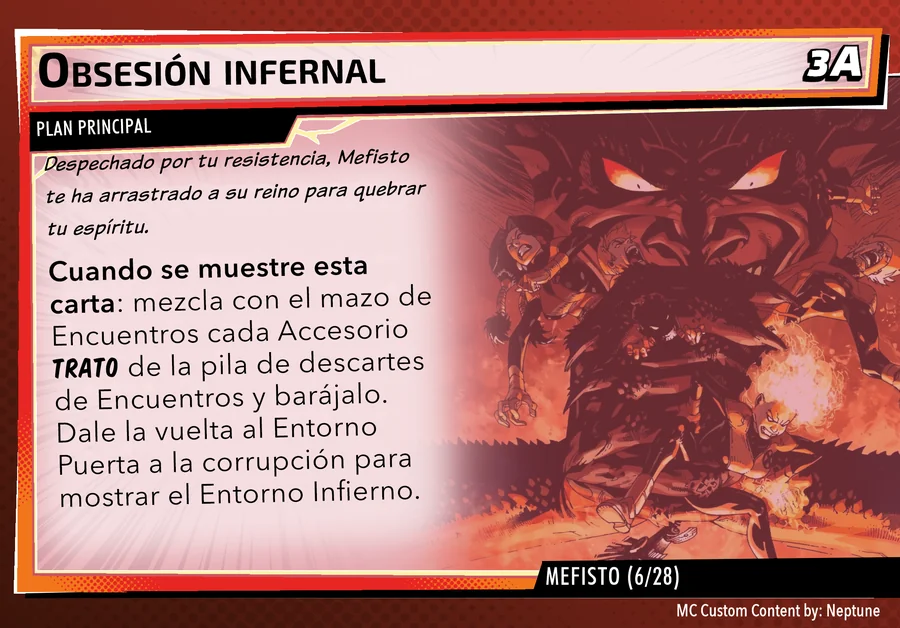 OBSESIÓN INFERNAL
3A
PLAN PRINCIPAL
Despechado por tu resistencia, Mefisto
te ha arrastrado a su reino para quebrar
tu espíritu.
Cuando se muestre esta
carta: mezcla con el mazo de
Encuentros cada Accesorio
TRATO de la pila de descartes
de Encuentros y barájalo.
Dale la vuelta al Entorno
Puerta a la corrupción para
mostrar el Entorno Infierno.
MEFISTO (6/28)
MC Custom Content by: Neptune